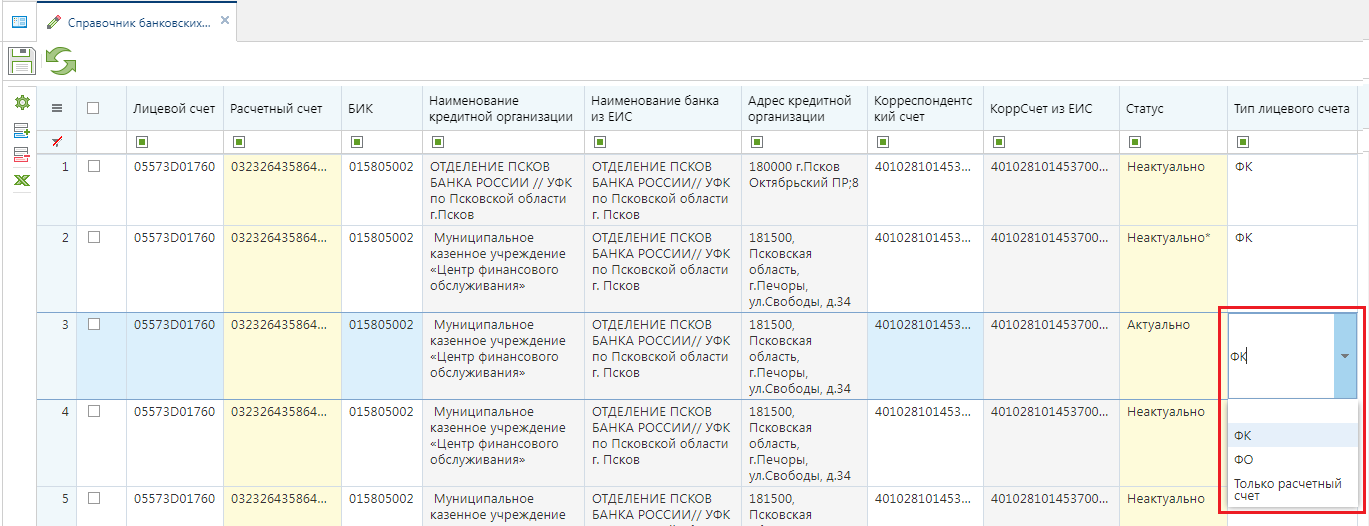 Справочник банковских...
Лицевой счет
Расчетный счет
БИК
Наименование
кредитной организации
Наименование банка
из ЕИС
Адрес кредитной
организации
Корреспондентс
кий счет
КоррСчет из ЕИС
Статус
Тип лицевого счета
1
05573D01760
032326435864...
015805002
ОТДЕЛЕНИЕ ПСКОВ
БАНКА РОССИИ // УФК
по Псковской области
г.Псков
ОТДЕЛЕНИЕ ПСКОВ
БАНКА РОССИИ// УФК
по Псковской области
г. Псков
180000 г.Псков
Октябрьский ПР;8
401028101453...
401028101453700...
Неактуально
ФК
2
05573D01760
032326435864...
015805002
Муниципальное
казенное учреждение
«Центр финансового
обслуживания»
ОТДЕЛЕНИЕ ПСКОВ
БАНКА РОССИИ// УФК
по Псковской области
г. Псков
181500,
Псковская
область,
г.Печоры,
ул.Свободы, д.34
401028101453...
401028101453700...
Неактуально*
ФК
3
05573D01760
032326435864...
015805002
Муниципальное
казенное учреждение
«Центр финансового
обслуживания»
ОТДЕЛЕНИЕ ПСКОВ
БАНКА РОССИИ// УФК
по Псковской области
г. Псков
181500,
Псковская
область,
г.Печоры,
ул.Свободы, д.34
401028101453...
401028101453700...
Актуально
ФК
4
05573D01760
032326435864...
015805002
Муниципальное
казенное учреждение
«Центр финансового
обслуживания»
ОТДЕЛЕНИЕ ПСКОВ
БАНКА РОССИИ// УФК
по Псковской области
г. Псков
181500,
Псковская
область,
г.Печоры,
ул.Свободы, д.34
401028101453...
401028101453700...
Неактуально
ФК
ФО
Только расчетный
счет
5
05573D01760
032326435864...
015805002
Муниципальное
казенное учреждение
ОТДЕЛЕНИЕ ПСКОВ
БАНКА РОССИИ// УФК
181500,
Псковская
401028101453...
401028101453700...
Неактуально